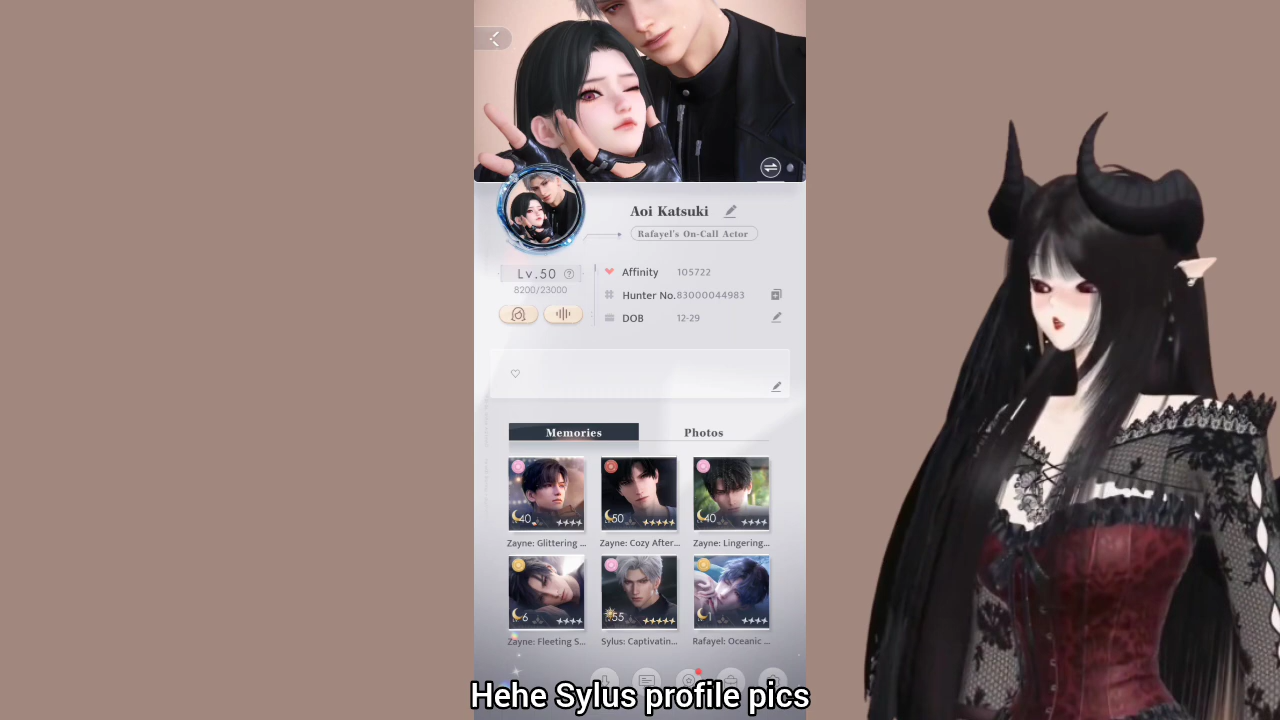 Aoi Katsuki
Rafayel's On-Call Actor
Lv.50
8200/23000
Affinity 105722
Hunter No. 83000044983
DOB 12-29
Memories Photos
40 50 40
Zayne: Glittering ... Zayne: Cozy After... Zayne: Lingering...
6 55 1
Zayne: Fleeting S... Sylus: Captivatin... Rafayel: Oceanic ...
Hehe Sylus profile pics